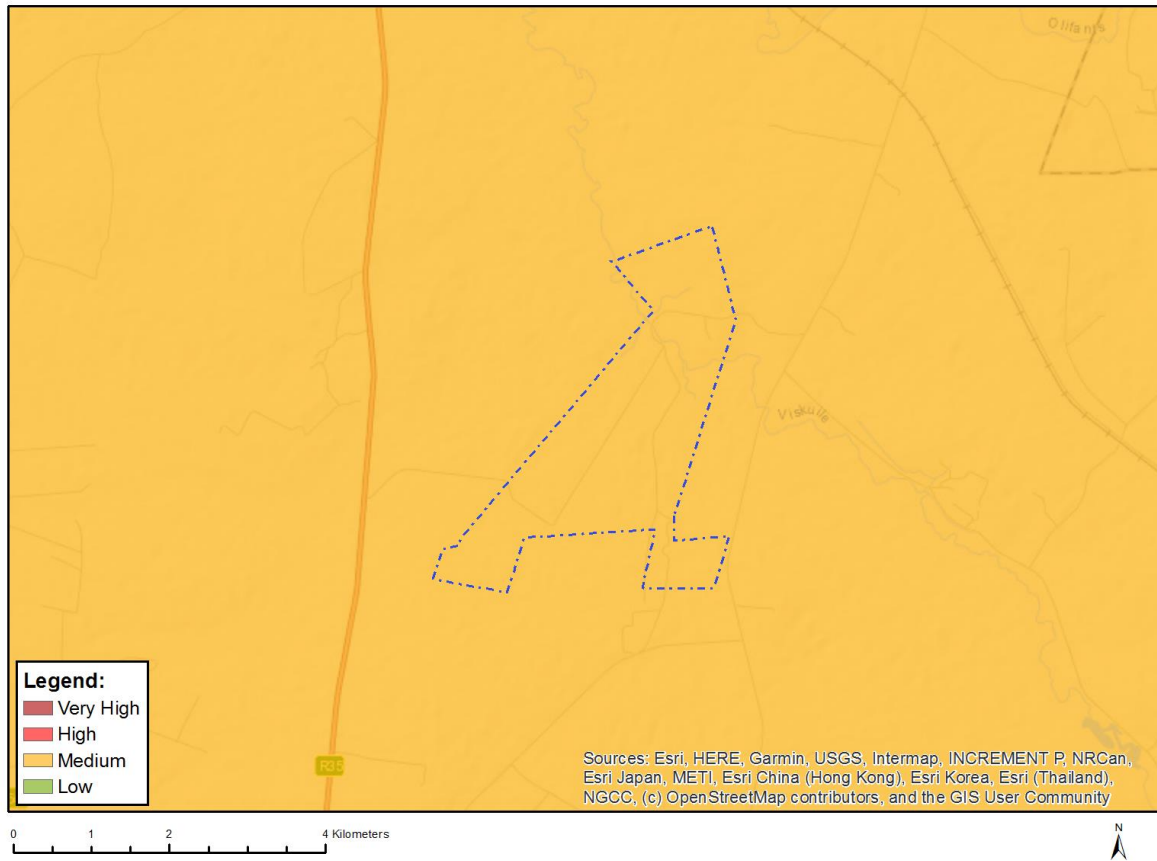 Olifants
Viskuile
R35
Legend:
Very High
High
Medium
Low
Sources: Esri, HERE, Garmin, USGS, Intermap, INCREMENT P, NRCan,
Esri Japan, METI, Esri China (Hong Kong), Esri Korea, Esri (Thailand),
NGCC, (c) OpenStreetMap contributors, and the GIS User Community
0 1 2 4 Kilometers
N